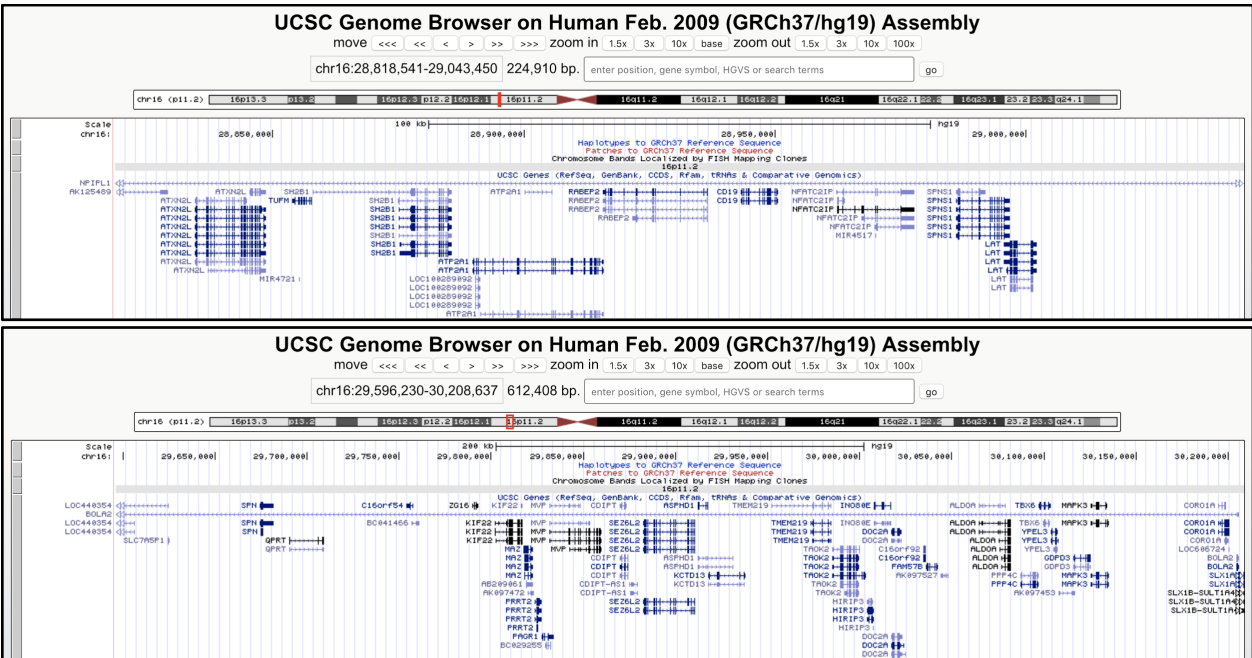 UCSC Genome Browser on Human Feb. 2009 (GRCh37/hg19) Assembly
move <<< << < > >> >>> zoom in 1.5x 3x 10x base zoom out 1.5x 3x 10x 100x
chr16:28,818,541-29,043,450 224,910 bp. enter position, gene symbol, HGVS or search terms go
chr16 (p11.2) 16p13.3 p13.2 16p12.3 p12.2 16p12.1 16p11.2 16q11.2 16q12.1 16q12.2 16q21 16q22.1 22.2 16q23.1 23.2 23.3 q24.1
Scale 100 kb hg19
chr16: 28,850,000 28,900,000 28,950,000 29,000,000
Haplotypes to GRCh37 Reference Sequence
Patches to GRCh37 Reference Sequence
Chromosome Bands Localized by FISH Mapping Clones
16p11.2
UCSC Genes (RefSeq, GenBank, CCDS, Rfam, tRNAs & Comparative Genomics)
NPIPL1
AK125489 ATXN2L SH2B1 ATP2A1 RABEP2 CD19 NFATC2IP SPNS1
ATXN2L TUFM SH2B1 RABEP2 CD19 NFATC2IP SPNS1
ATXN2L SH2B1 RABEP2 NFATC2IP SPNS1
ATXN2L SH2B1 RABEP2 NFATC2IP SPNS1
ATXN2L SH2B1 NFATC2IP SPNS1
ATXN2L SH2B1 MIR4517 SPNS1
ATXN2L SH2B1 LAT
ATXN2L SH2B1 LAT
ATXN2L ATP2A1 LAT
ATXN2L ATP2A1 LAT
MIR4721 LOC100289092 LAT
LOC100289092 LAT
LOC100289092
LOC100289092
ATP2A1
UCSC Genome Browser on Human Feb. 2009 (GRCh37/hg19) Assembly
move <<< << < > >> >>> zoom in 1.5x 3x 10x base zoom out 1.5x 3x 10x 100x
chr16:29,596,230-30,208,637 612,408 bp. enter position, gene symbol, HGVS or search terms go
chr16 (p11.2) 16p13.3 p13.2 16p12.3 p12.2 16p12.1 16p11.2 16q11.2 16q12.1 16q12.2 16q21 16q22.1 22.2 16q23.1 23.2 23.3 q24.1
Scale 200 kb hg19
chr16: 29,650,000 29,700,000 29,750,000 29,800,000 29,850,000 29,900,000 29,950,000 30,000,000 30,050,000 30,100,000 30,150,000 30,200,000
Haplotypes to GRCh37 Reference Sequence
Patches to GRCh37 Reference Sequence
Chromosome Bands Localized by FISH Mapping Clones
16p11.2
UCSC Genes (RefSeq, GenBank, CCDS, Rfam, tRNAs & Comparative Genomics)
LOC440354 SPN C16orf54 ZG16 KIF22 MVP CDIPT ASPHD1 TMEM219 INO80E ALDOA TBX6 MAPK3 CORO1A
BOLA2
LOC440354 SPN BC041466 KIF22 MVP SEZ6L2 TMEM219 INO80E ALDOA TBX6 MAPK3 CORO1A
LOC440354 SPN KIF22 MVP SEZ6L2 TMEM219 DOC2A ALDOA YPEL3 CORO1A
SLC7A5P1 QPRT KIF22 MVP SEZ6L2 TMEM219 DOC2A ALDOA YPEL3 CORO1A
QPRT MAZ MVP SEZ6L2 TAOK2 C16orf92 ALDOA YPEL3 LOC606724
MAZ CDIPT ASPHD1 TAOK2 C16orf92 ALDOA GDPD3 BOLA2
MAZ CDIPT ASPHD1 TAOK2 FAM57B ALDOA GDPD3 BOLA2
MAZ CDIPT KCTD13 TAOK2 AK097527 PPP4C MAPK3 SLX1A
AB209061 CDIPT-AS1 KCTD13 TAOK2 PPP4C MAPK3 SLX1A
AK097472 CDIPT-AS1 TAOK2 AK097453 SLX1B-SULT1A4
PRRT2 SEZ6L2 HIRIP3 SLX1B-SULT1A4
PRRT2 SEZ6L2 HIRIP3 SLX1B-SULT1A4
PRRT2 HIRIP3
PRRT2 HIRIP3
PAGR1 DOC2A
BC029255 DOC2A
DOC2A